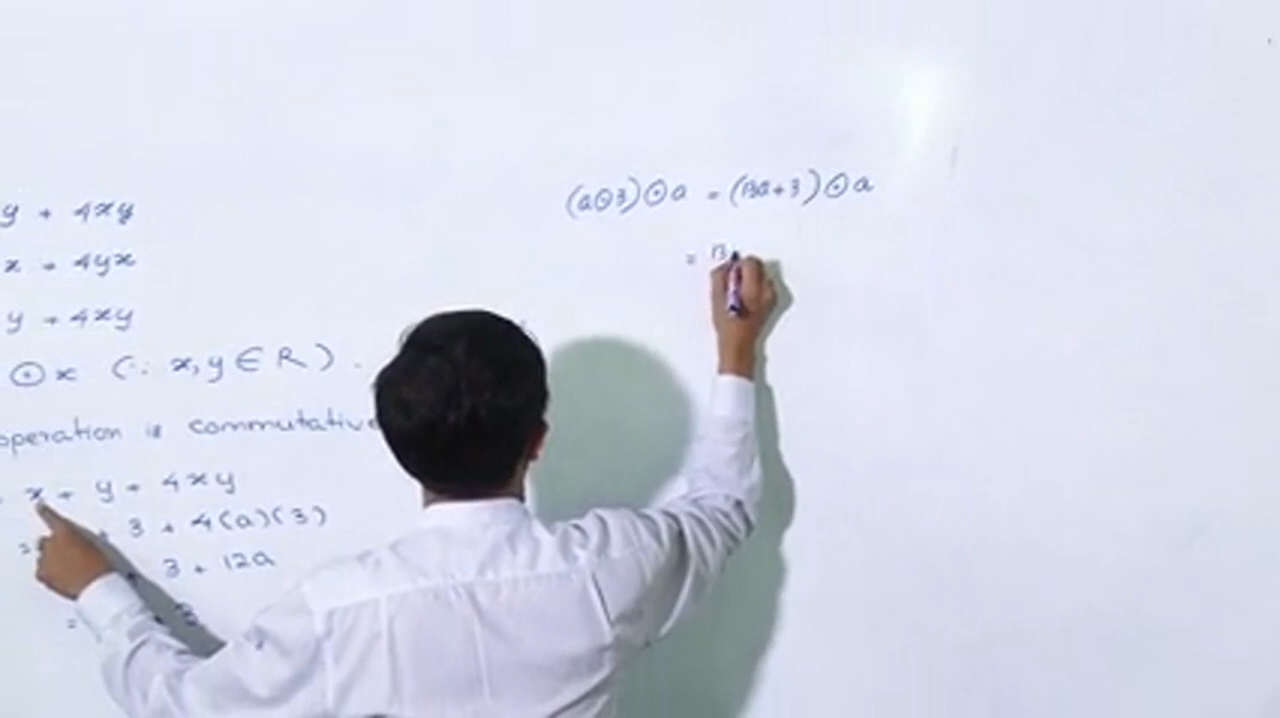 y + 4xy
x + 4yx
y + 4xy
⊙ x (∵ x, y ∈ R) .
operation is commutative
x + y + 4xy
= + 3 + 4(a)(3)
3 + 12a
=
(a⊙3)⊙a = (13a+3)⊙a
= 13